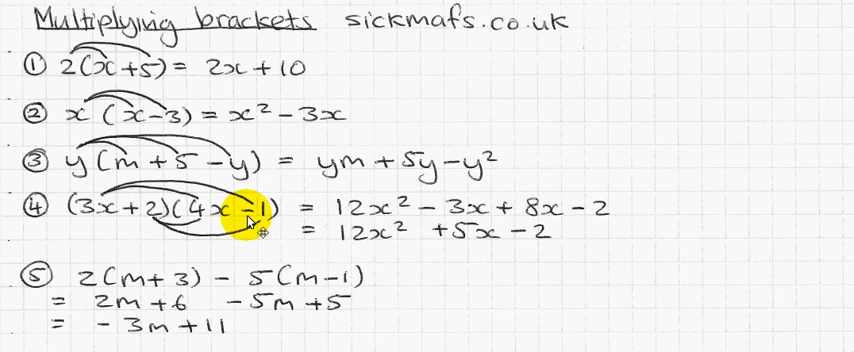 Multiplying brackets sickmafs.co.uk
① 2(x+5) = 2x+10
② x(x-3) = x²-3x
③ y(m+5-y) = ym+5y-y²
④ (3x+2)(4x-1) = 12x²-3x+8x-2
= 12x² +5x-2
⑤ 2(m+3) - 5(m-1)
= 2m+6 -5m+5
= -3m+11